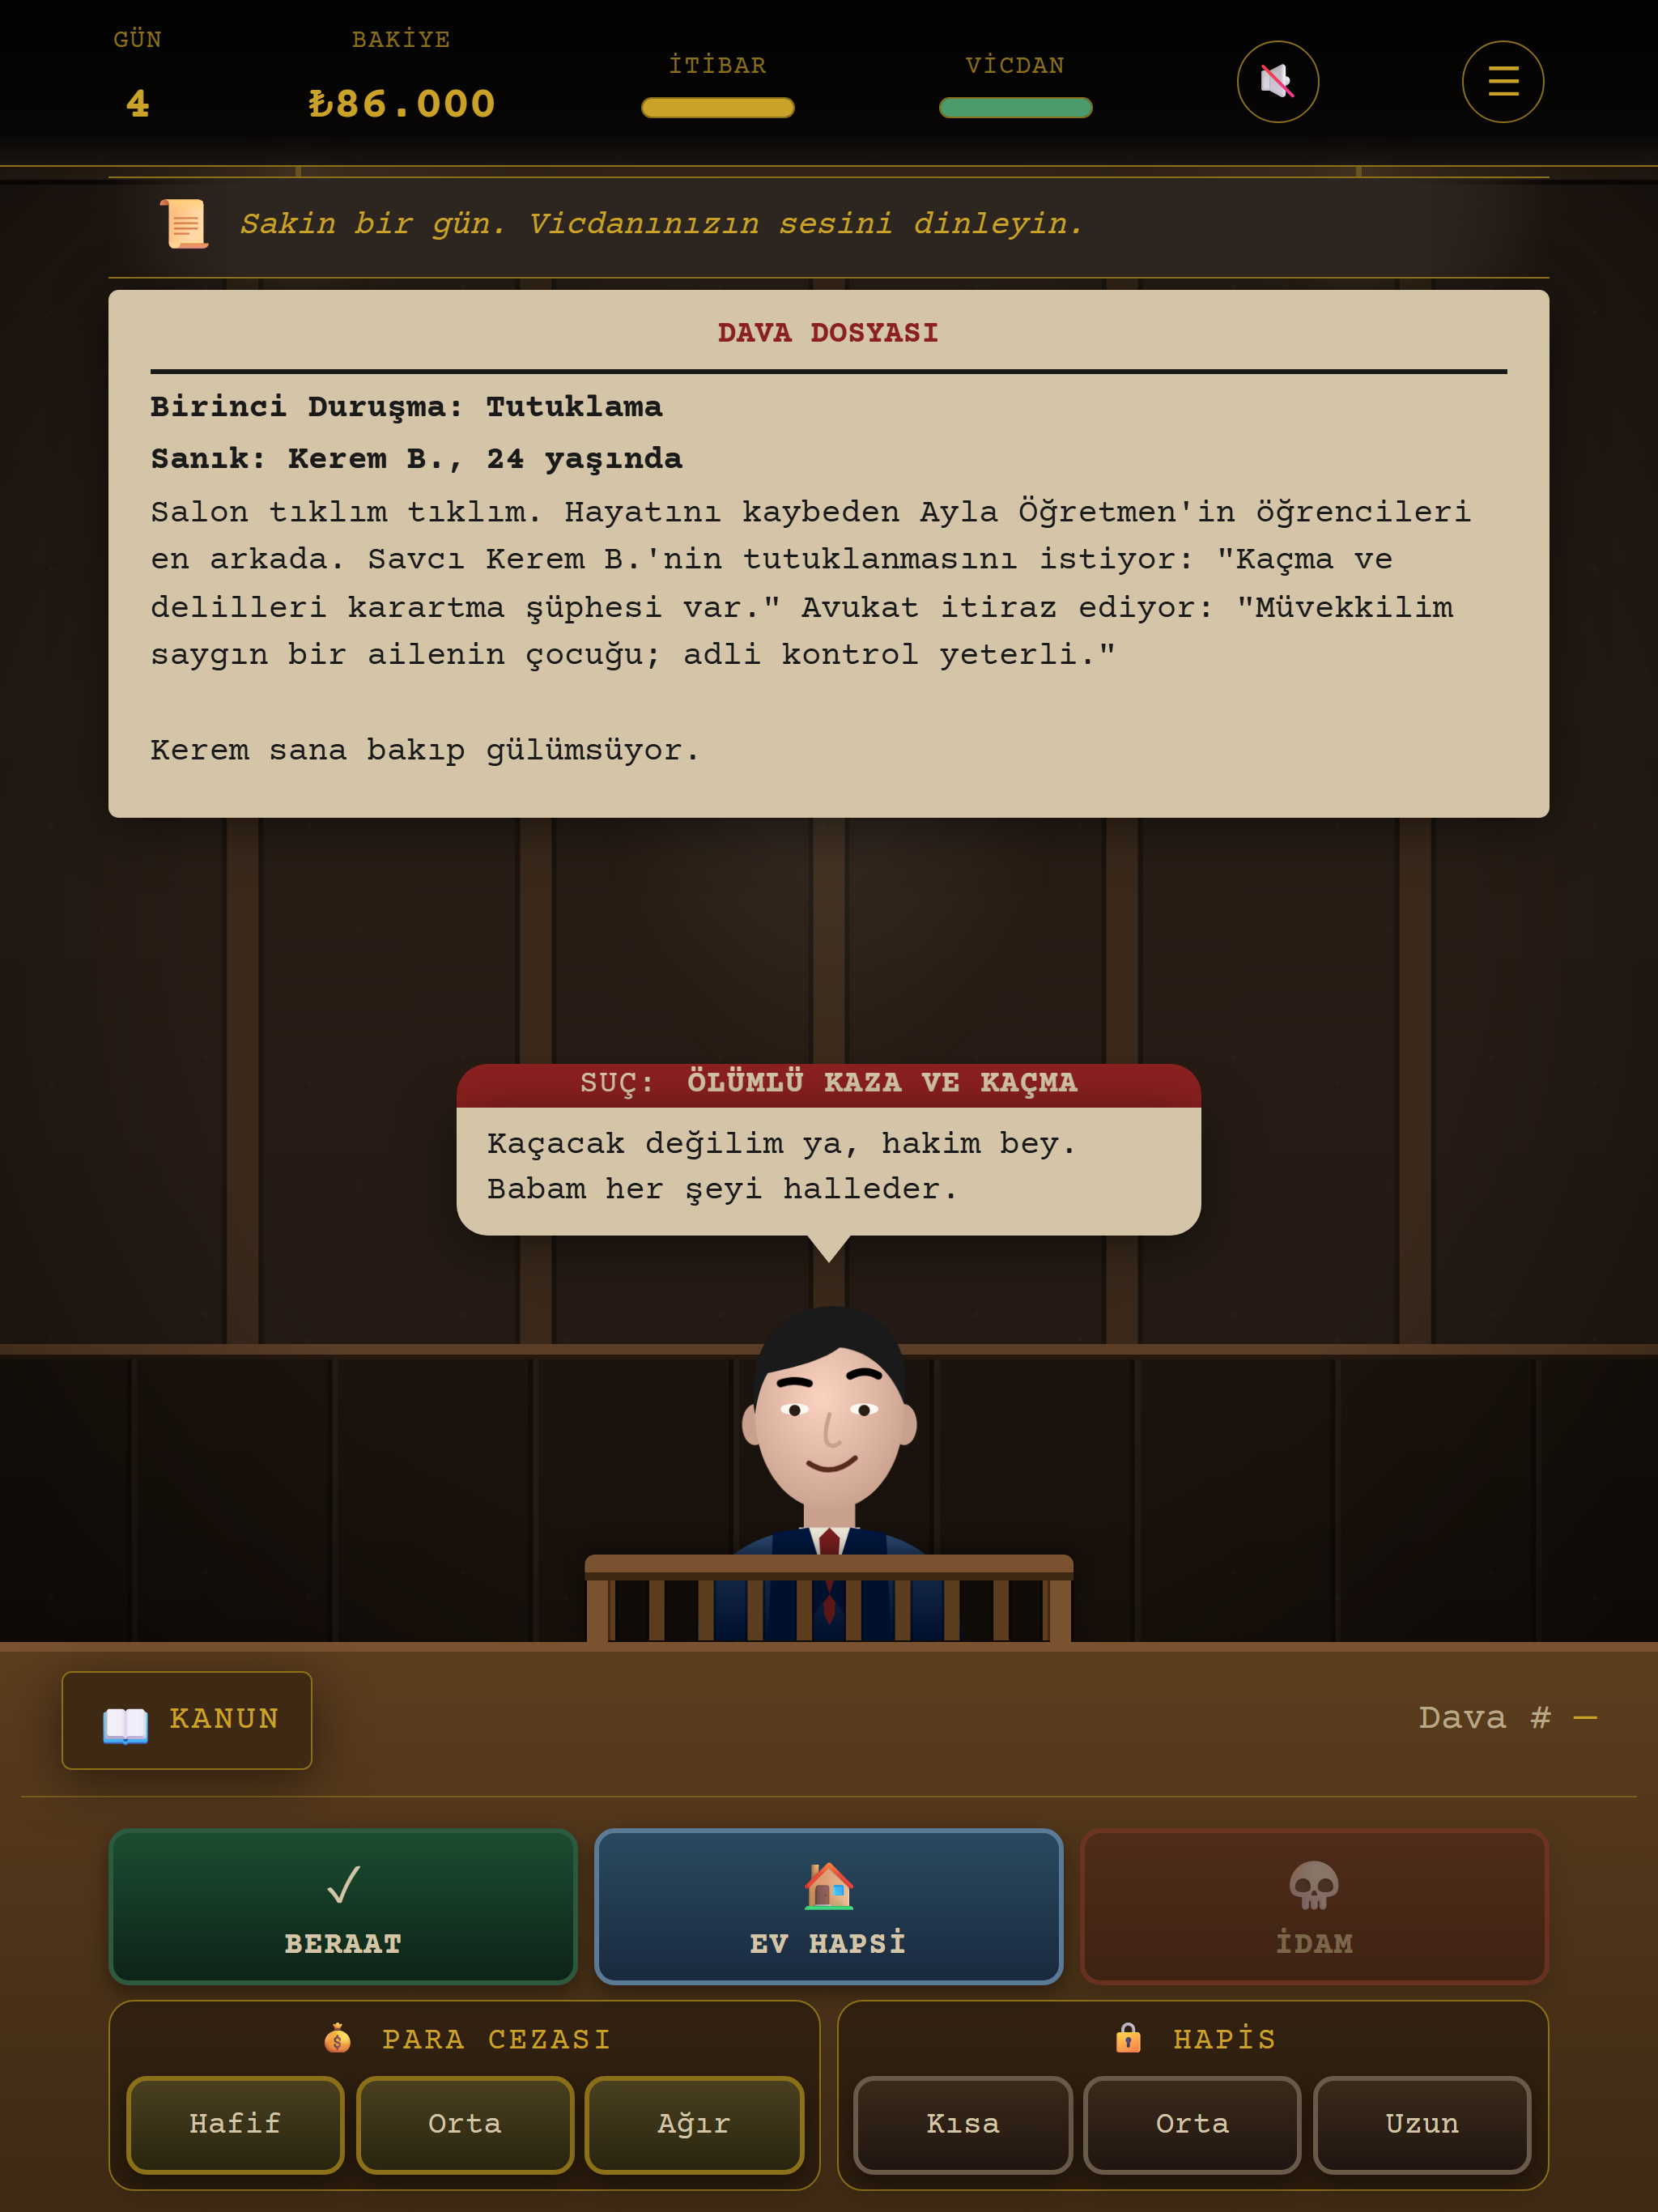 GÜN
4
BAKİYE
₺86.000
İTİBAR
VİCDAN
Sakin bir gün. Vicdanınızın sesini dinleyin.
DAVA DOSYASI
Birinci Duruşma: Tutuklama
Sanık: Kerem B., 24 yaşında
Salon tıklım tıklım. Hayatını kaybeden Ayla Öğretmen'in öğrencileri
en arkada. Savcı Kerem B.'nin tutuklanmasını istiyor: "Kaçma ve
delilleri karartma şüphesi var." Avukat itiraz ediyor: "Müvekkilim
saygın bir ailenin çocuğu; adli kontrol yeterli."
Kerem sana bakıp gülümsüyor.
SUÇ: ÖLÜMLÜ KAZA VE KAÇMA
Kaçacak değilim ya, hakim bey.
Babam her şeyi halleder.
KANUN
Dava # —
BERAAT
EV HAPSİ
İDAM
PARA CEZASI
Hafif
Orta
Ağır
HAPİS
Kısa
Orta
Uzun